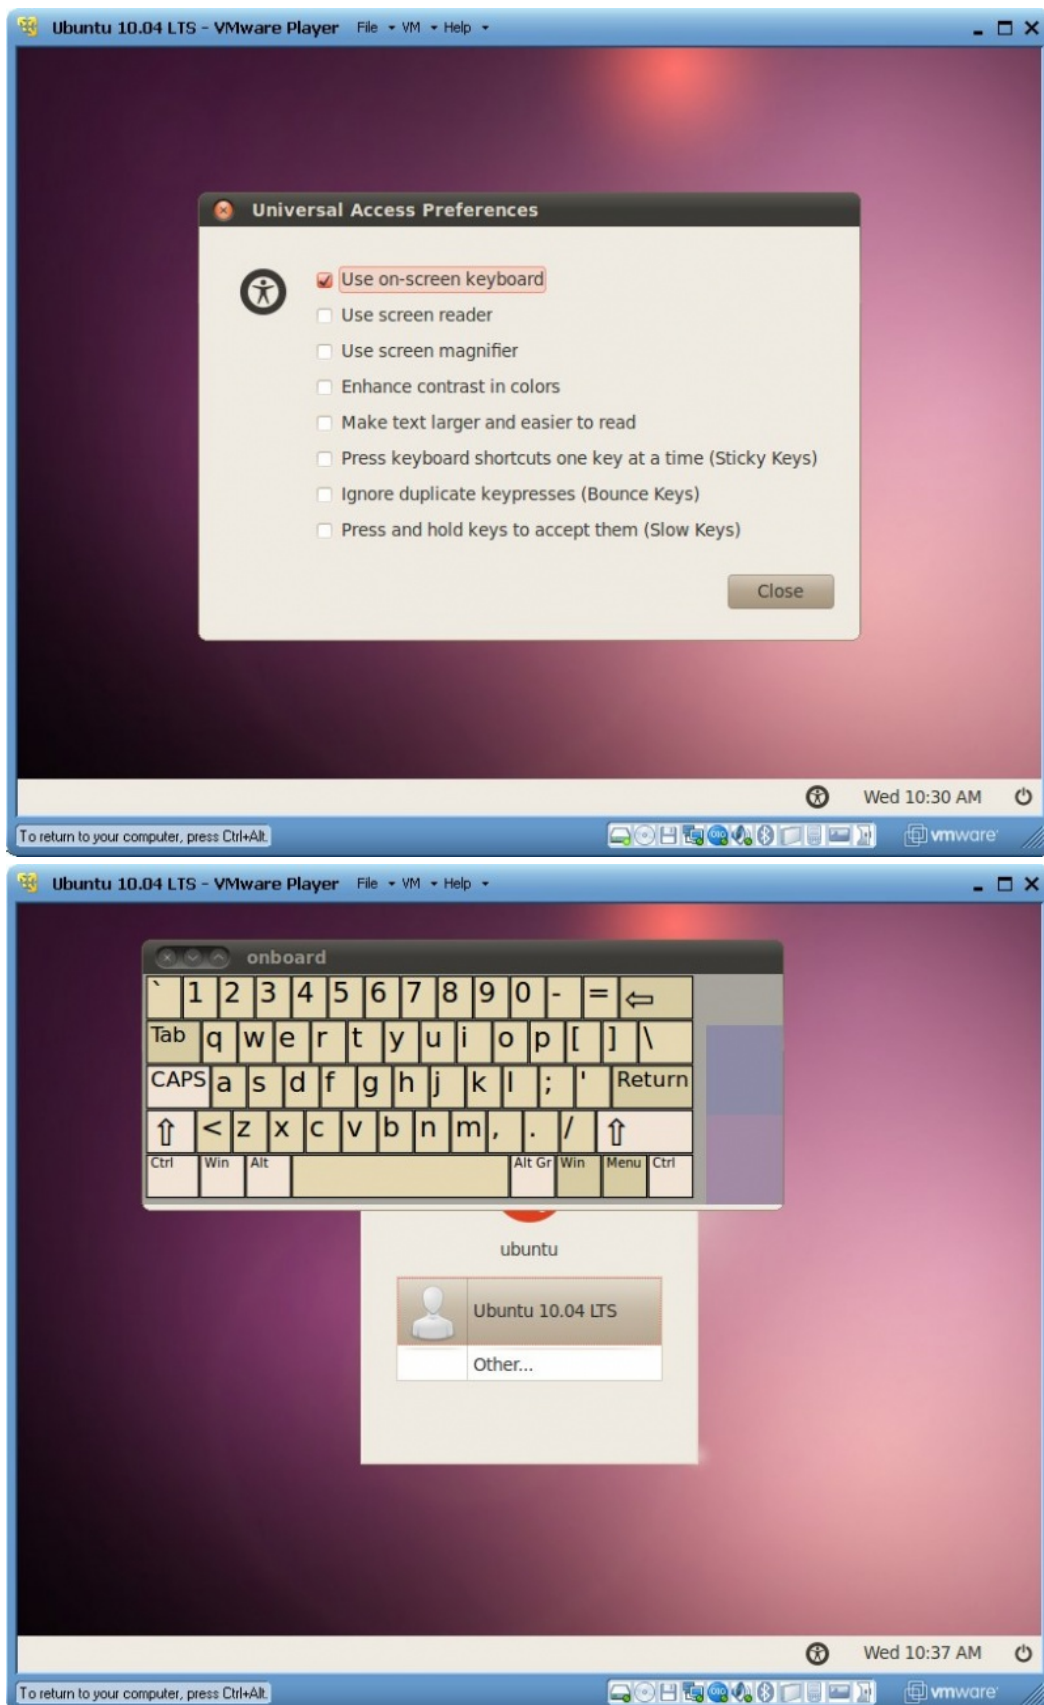 Ubuntu 10.04 LTS - VMware Player File VM Help
Universal Access Preferences
Use on-screen keyboard
Use screen reader
Use screen magnifier
Enhance contrast in colors
Make text larger and easier to read
Press keyboard shortcuts one key at a time (Sticky Keys)
Ignore duplicate keypresses (Bounce Keys)
Press and hold keys to accept them (Slow Keys)
Close
Wed 10:30 AM
To return to your computer, press Ctrl+Alt.
vmware
Ubuntu 10.04 LTS - VMware Player File VM Help
onboard
` 1 2 3 4 5 6 7 8 9 0 - = ⇦
Tab q w e r t y u i o p [ ] \
CAPS a s d f g h j k l ; ' Return
⇧ < z x c v b n m , . / ⇧
Ctrl Win Alt Alt Gr Win Menu Ctrl
ubuntu
Ubuntu 10.04 LTS
Other...
Wed 10:37 AM
To return to your computer, press Ctrl+Alt.
vmware